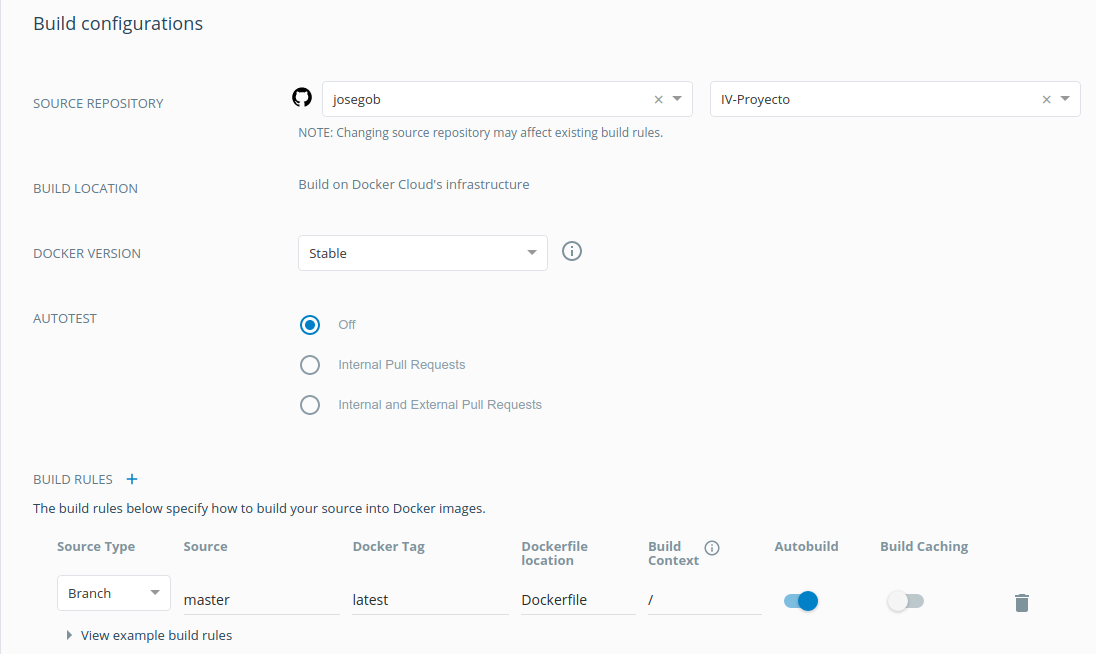 Build configurations
SOURCE REPOSITORY
josegob
IV-Proyecto
NOTE: Changing source repository may affect existing build rules.
BUILD LOCATION
Build on Docker Cloud's infrastructure
DOCKER VERSION
Stable
AUTOTEST
Off
Internal Pull Requests
Internal and External Pull Requests
BUILD RULES +
The build rules below specify how to build your source into Docker images.
Source Type Source Docker Tag Dockerfile location Build Context Autobuild Build Caching
Branch master latest Dockerfile /
View example build rules